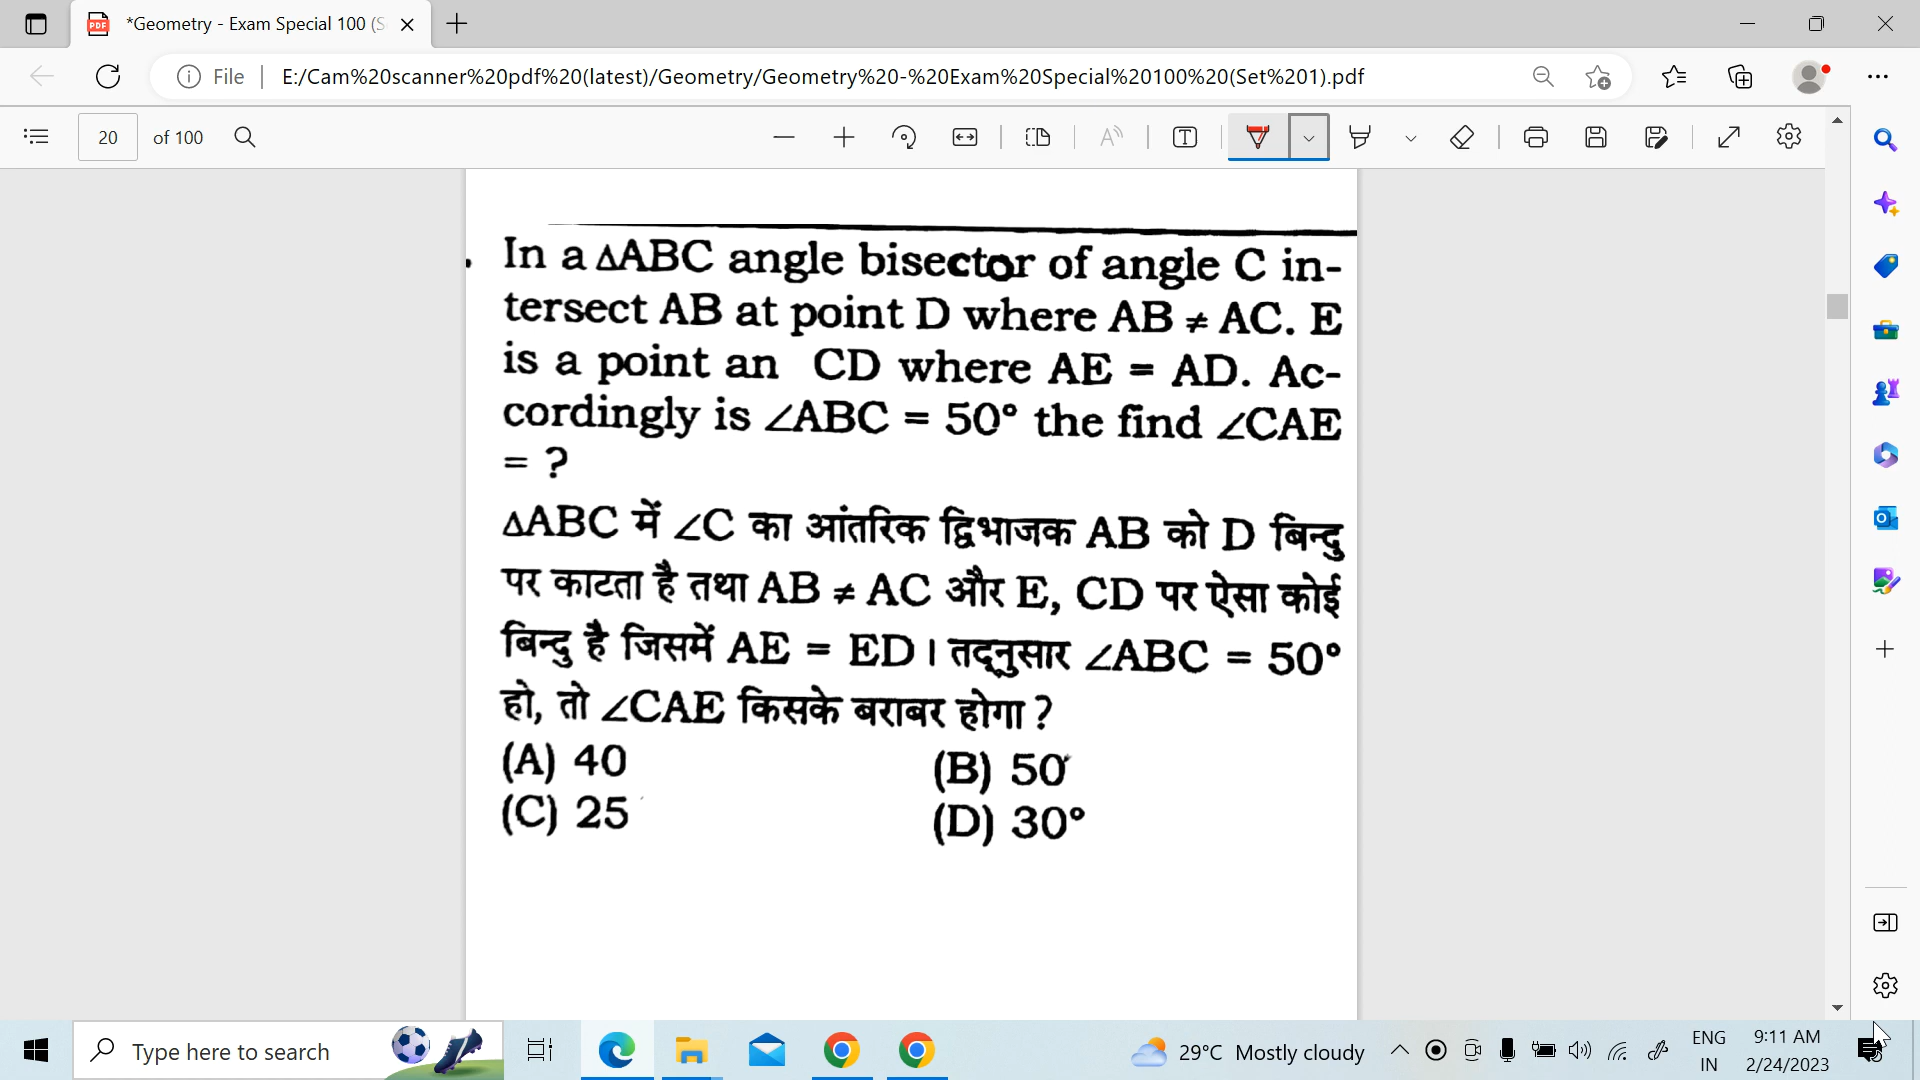 *Geometry - Exam Special 100 (S
File
E:/Cam%20scanner%20pdf%20(latest)/Geometry/Geometry%20-%20Exam%20Special%20100%20(Set%201).pdf
20 of 100
In a ΔABC angle bisector of angle C in-
tersect AB at point D where AB ≠ AC. E
is a point an CD where AE = AD. Ac-
cordingly is ∠ABC = 50° the find ∠CAE
= ?
ΔABC में ∠C का आंतरिक द्विभाजक AB को D बिन्दु
पर काटता है तथा AB ≠ AC और E, CD पर ऐसा कोई
बिन्दु है जिसमें AE = ED। तद्नुसार ∠ABC = 50°
हो, तो ∠CAE किसके बराबर होगा?
(A) 40 (B) 50
(C) 25 (D) 30°
Type here to search
29°C Mostly cloudy
ENG
IN
9:11 AM
2/24/2023